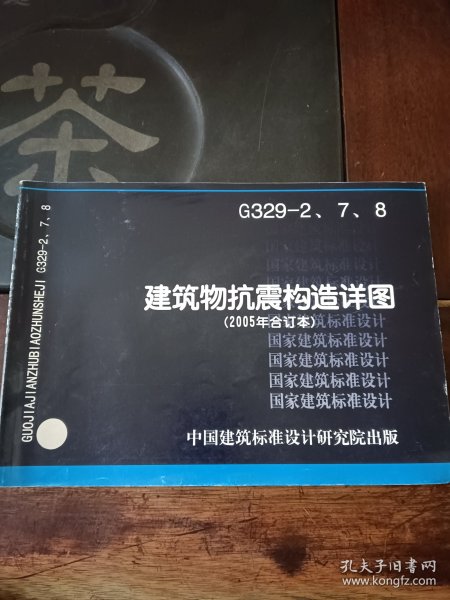 茶
G329-2、7、8
GUOJIAJIANZHUBIAOZHUNSHEJI G329-2、7、8
国家建筑标准设计
国家建筑标准设计
建筑物抗震构造详图
(2005年合订本)
国家建筑标准设计
国家建筑标准设计
国家建筑标准设计
国家建筑标准设计
国家建筑标准设计
中国建筑标准设计研究院出版
孔夫子旧书网
www.kongfz.com